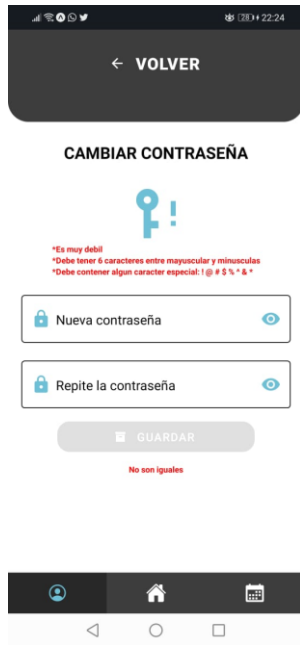 28 22:24
← VOLVER
CAMBIAR CONTRASEÑA
*Es muy debil
*Debe tener 6 caracteres entre mayuscular y minusculas
*Debe contener algun caracter especial: ! @ # $ % ^ & *
Nueva contraseña
Repite la contraseña
GUARDAR
No son iguales